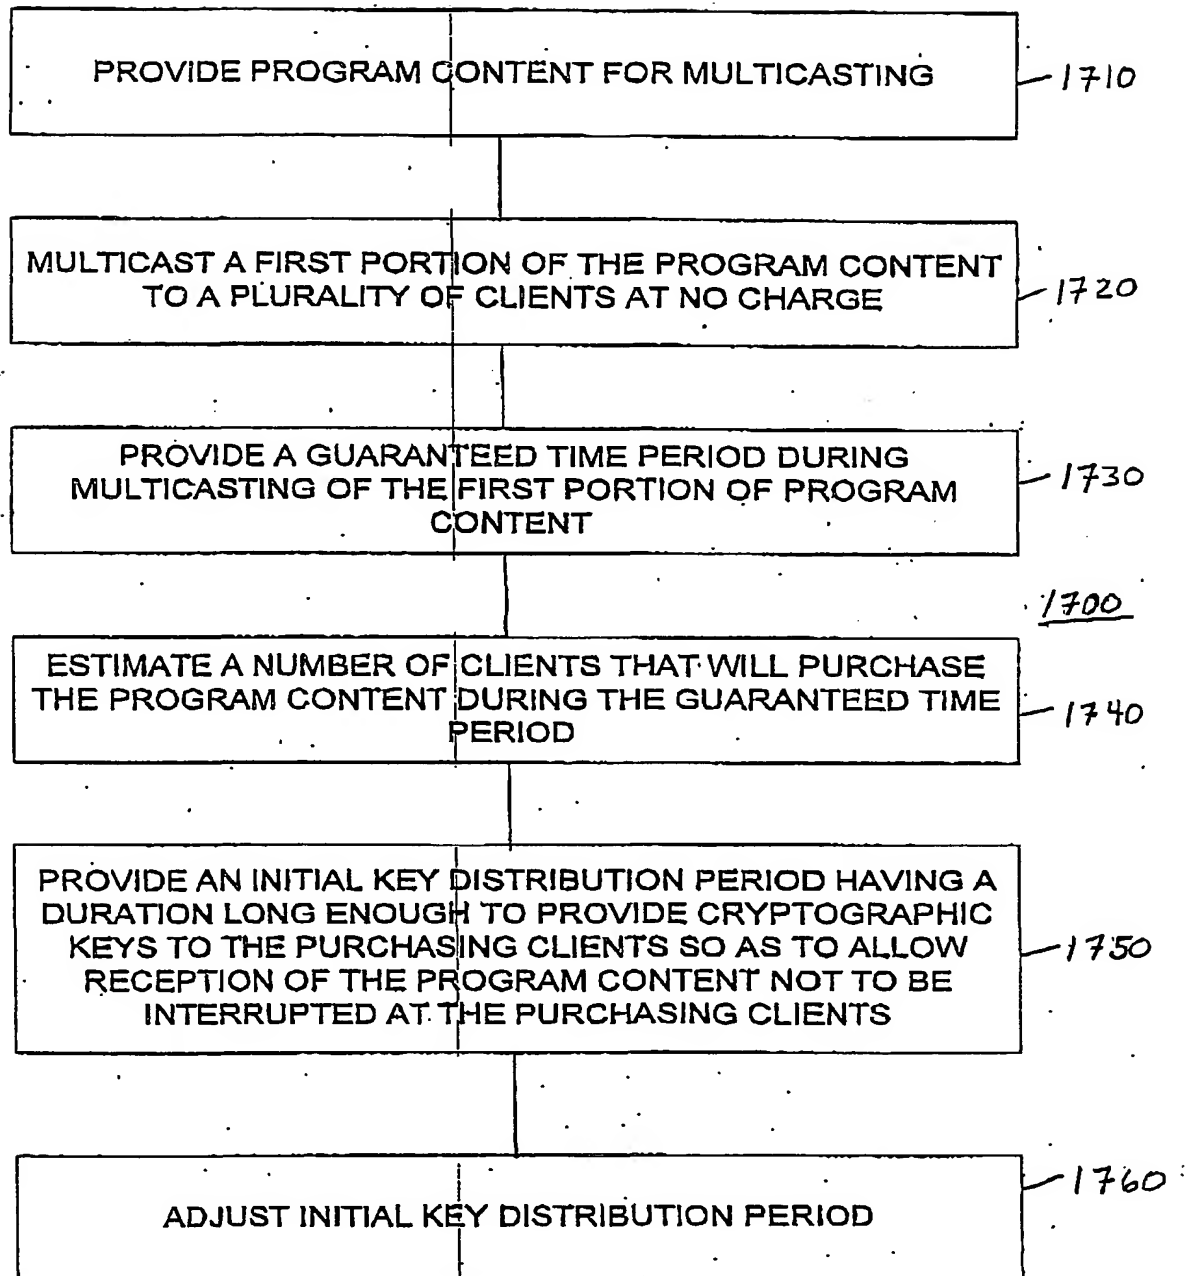 PROVIDE PROGRAM CONTENT FOR MULTICASTING
1710
MULTICAST A FIRST PORTION OF THE PROGRAM CONTENT
TO A PLURALITY OF CLIENTS AT NO CHARGE
1720
PROVIDE A GUARANTEED TIME PERIOD DURING
MULTICASTING OF THE FIRST PORTION OF PROGRAM
CONTENT
1730
1700
ESTIMATE A NUMBER OF CLIENTS THAT WILL PURCHASE
THE PROGRAM CONTENT DURING THE GUARANTEED TIME
PERIOD
1740
PROVIDE AN INITIAL KEY DISTRIBUTION PERIOD HAVING A
DURATION LONG ENOUGH TO PROVIDE CRYPTOGRAPHIC
KEYS TO THE PURCHASING CLIENTS SO AS TO ALLOW
RECEPTION OF THE PROGRAM CONTENT NOT TO BE
INTERRUPTED AT THE PURCHASING CLIENTS
1750
ADJUST INITIAL KEY DISTRIBUTION PERIOD
1760